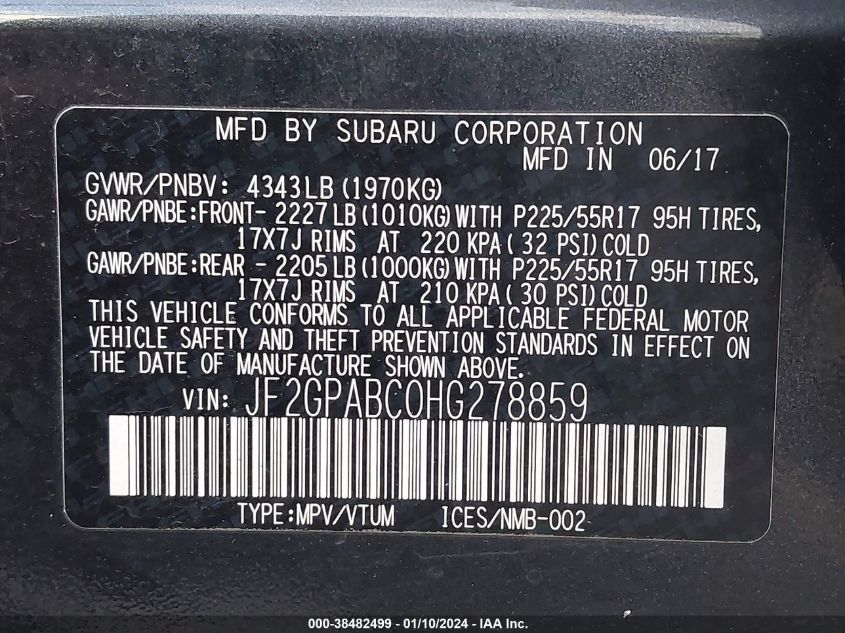 MFD BY SUBARU CORPORATION
MFD IN 06/17
GVWR/PNBV: 4343LB (1970KG)
GAWR/PNBE:FRONT- 2227LB (1010KG) WITH P225/55R17 95H TIRES,
17X7J RIMS AT 220 KPA( 32 PSI) COLD
GAWR/PNBE:REAR - 2205LB (1000KG) WITH P225/55R17 95H TIRES,
17X7J RIMS AT 210 KPA( 30 PSI) COLD
THIS VEHICLE CONFORMS TO ALL APPLICABLE FEDERAL MOTOR
VEHICLE SAFETY AND THEFT PREVENTION STANDARDS IN EFFECT ON
THE DATE OF MANUFACTURE SHOWN ABOVE.
VIN: JF2GPABC0HG278859
TYPE:MPV/VTUM ICES/NMB-002
000-38482499 - 01/10/2024 - IAA Inc.